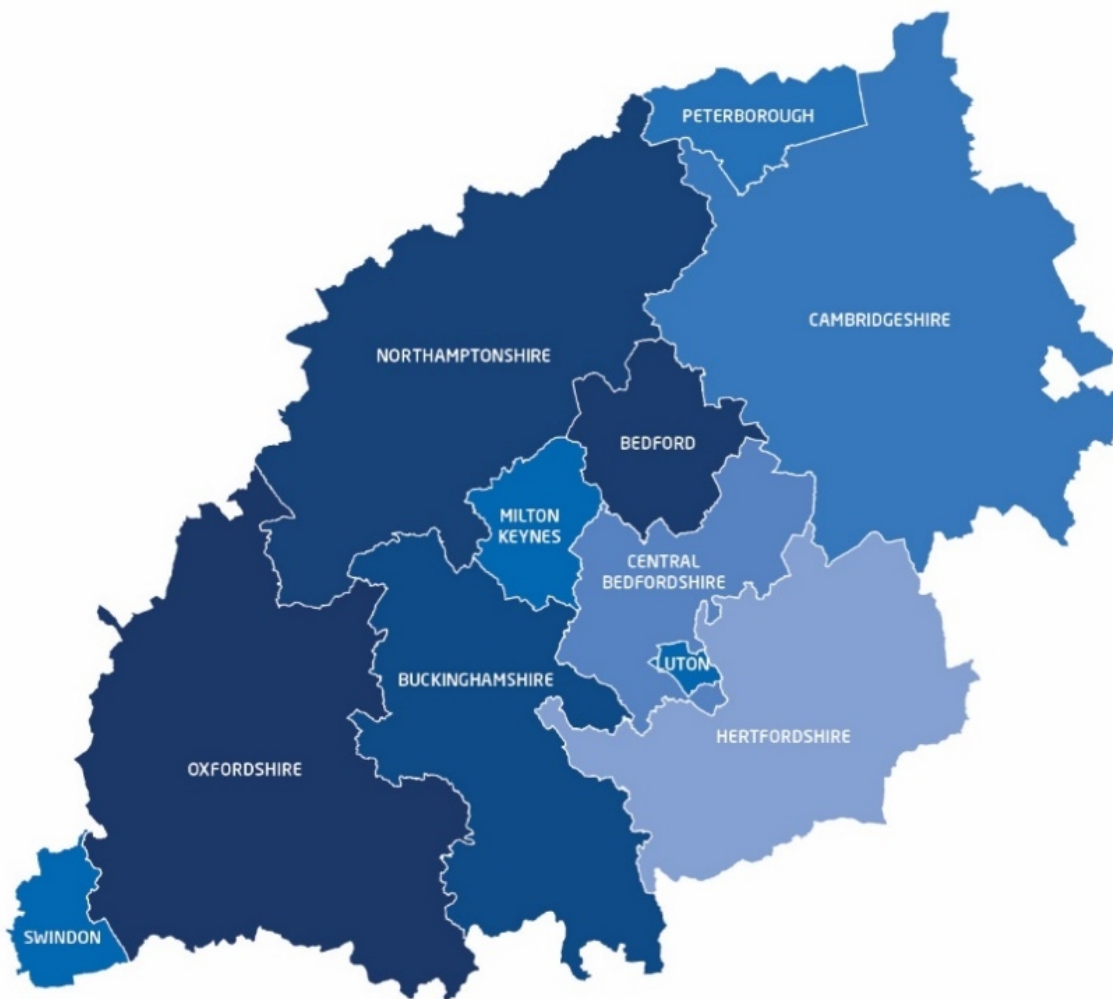 PETERBOROUGH
CAMBRIDGESHIRE
NORTHAMPTONSHIRE
BEDFORD
MILTON
KEYNES
CENTRAL
BEDFORDSHIRE
LUTON
BUCKINGHAMSHIRE
HERTFORDSHIRE
OXFORDSHIRE
SWINDON